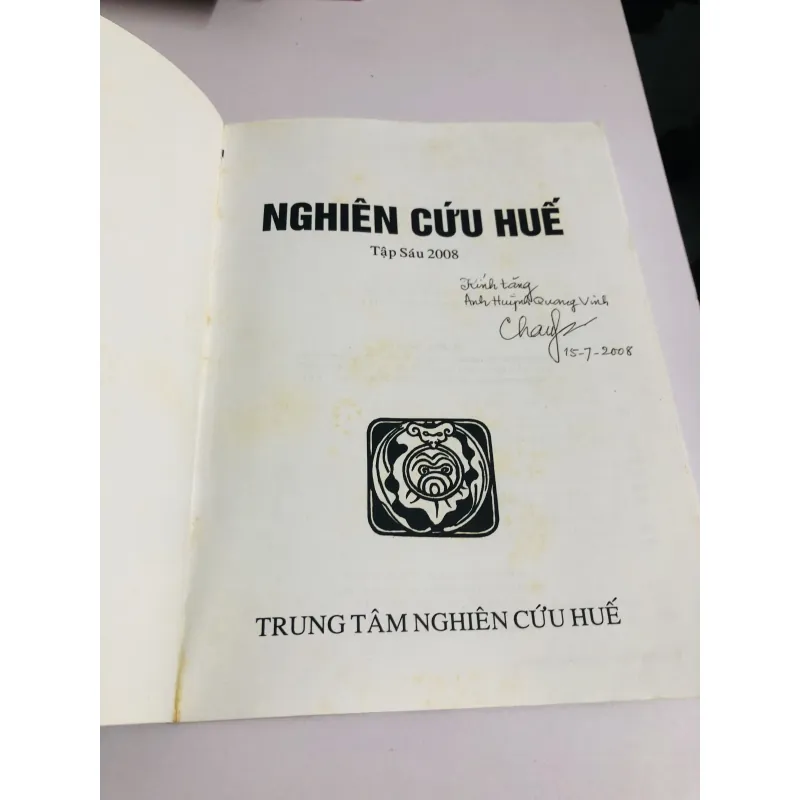 NGHIÊN CỨU HUẾ
Tập Sáu 2008
Kính tặng
Anh Huỳnh Quang Vinh
15-7-2008
TRUNG TÂM NGHIÊN CỨU HUẾ